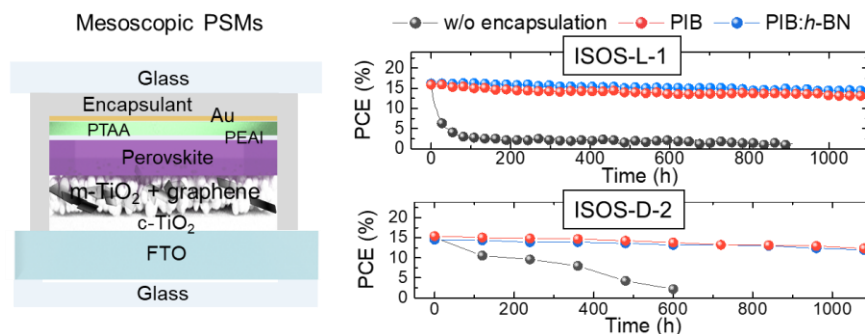 Mesoscopic PSMs
Glass
Encapsulant
Au
PTAA
PEAI
Perovskite
m-TiO₂ + graphene
c-TiO₂
FTO
Glass
w/o encapsulation PIB PIB:h-BN
ISOS-L-1
PCE (%)
20
15
10
5
0
0 200 400 600 800 1000
Time (h)
ISOS-D-2
PCE (%)
20
15
10
5
0
0 200 400 600 800 1000
Time (h)